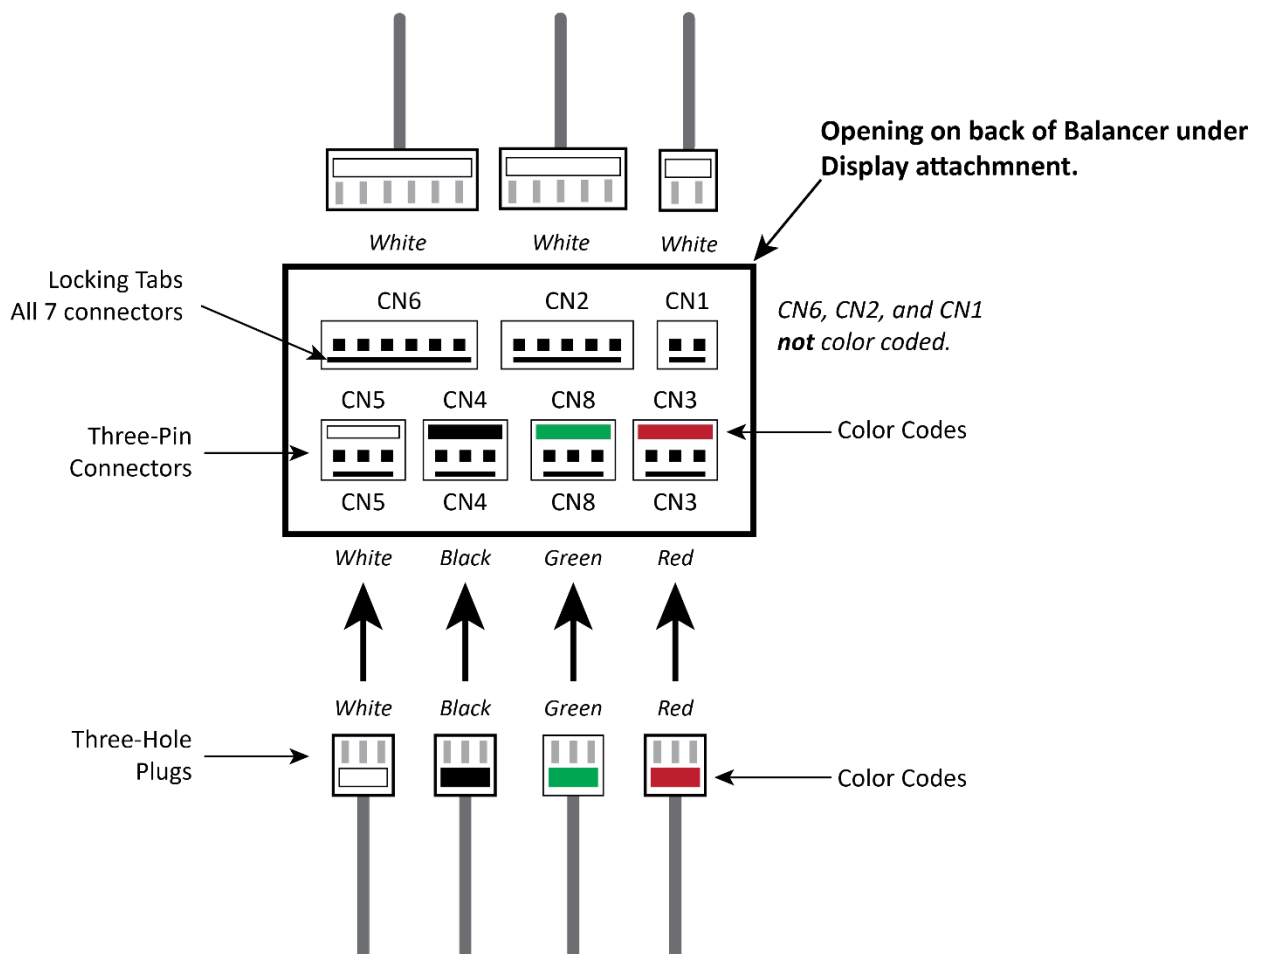 Opening on back of Balancer under
Display attachmnent.
White
White
White
Locking Tabs
All 7 connectors
CN6
CN2
CN1
CN6, CN2, and CN1
not color coded.
CN5
CN4
CN8
CN3
Three-Pin
Connectors
Color Codes
CN5
CN4
CN8
CN3
White
Black
Green
Red
White
Black
Green
Red
Three-Hole
Plugs
Color Codes